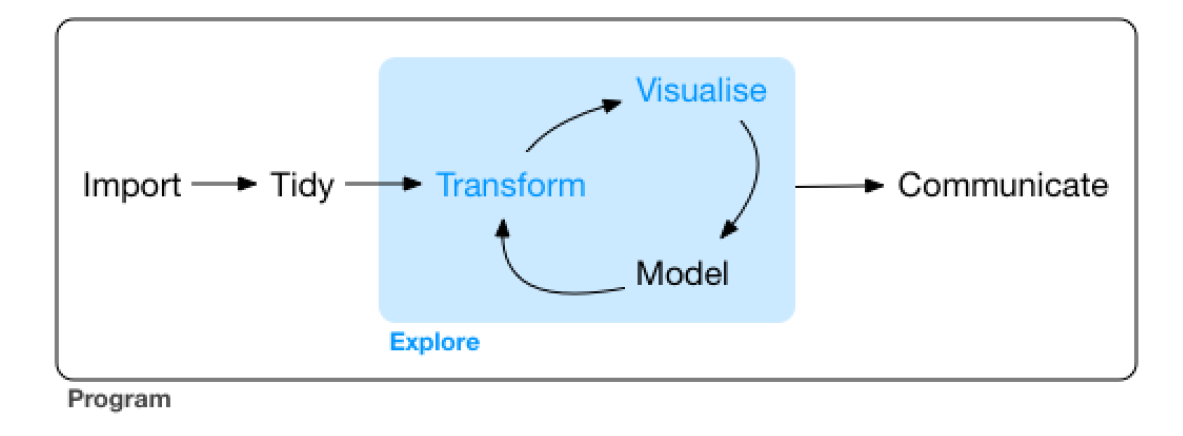 Visualise
Import
Tidy
Transform
Communicate
Model
Explore
Program